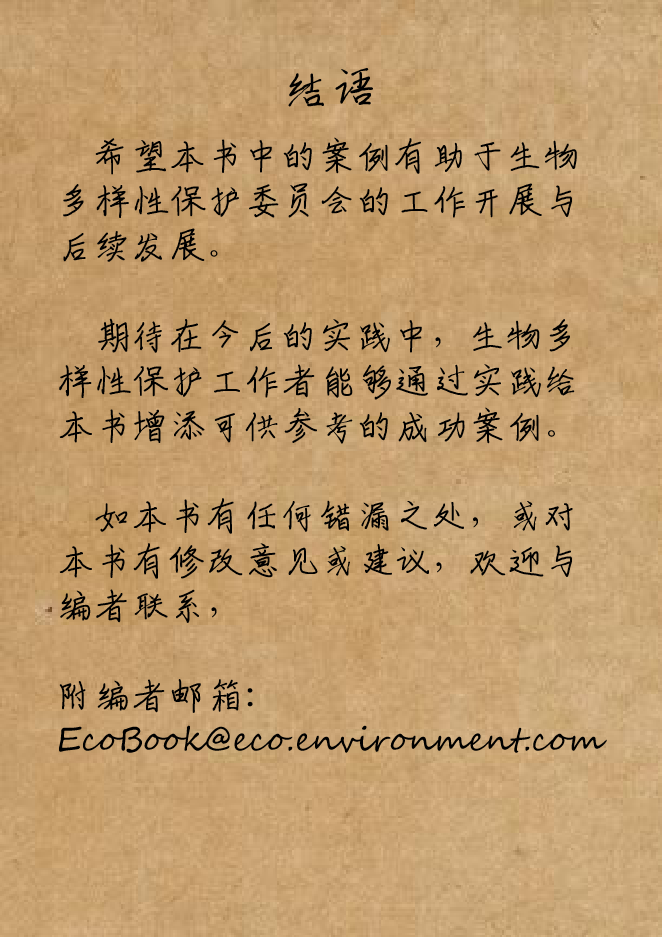 结语
希望本书中的案例有助于生物
多样性保护委员会的工作开展与
后续发展。
期待在今后的实践中，生物多
样性保护工作者能够通过实践给
本书增添可供参考的成功案例。
如本书有任何错漏之处，或对
本书有修改意见或建议，欢迎与
编者联系，
附编者邮箱：
EcoBook@eco.environment.com